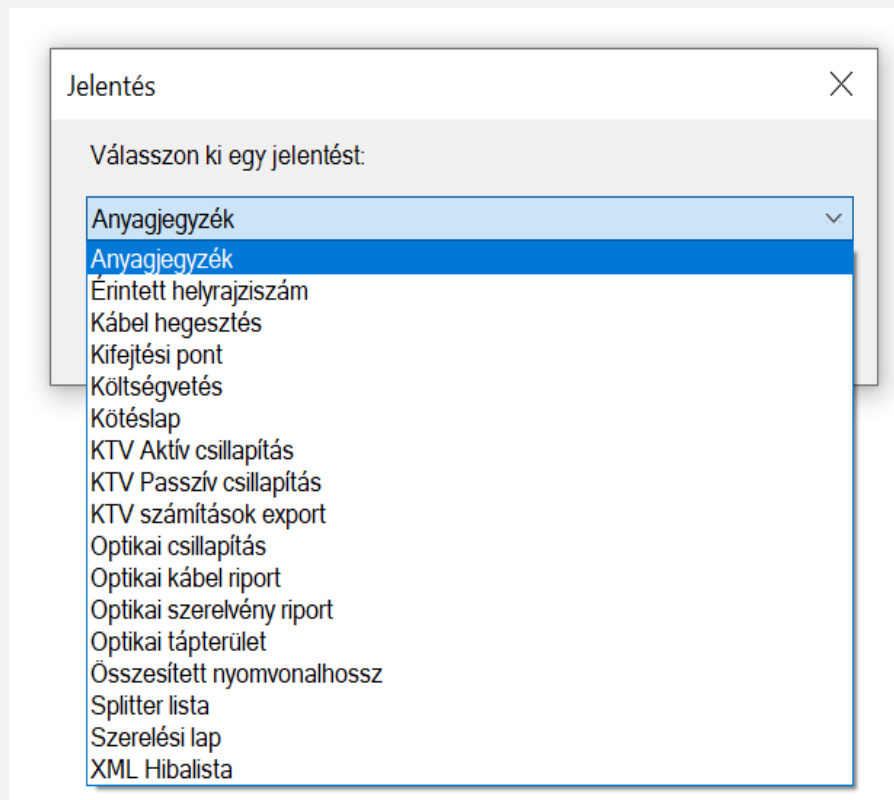 Jelentés
Válasszon ki egy jelentést:
Anyagjegyzék
Anyagjegyzék
Érintett helyrajziszám
Kábel hegesztés
Kifejtési pont
Költségvetés
Kötéslap
KTV Aktív csillapítás
KTV Passzív csillapítás
KTV számítások export
Optikai csillapítás
Optikai kábel riport
Optikai szerelvény riport
Optikai tápterület
Összesített nyomvonalhossz
Splitter lista
Szerelési lap
XML Hibalista